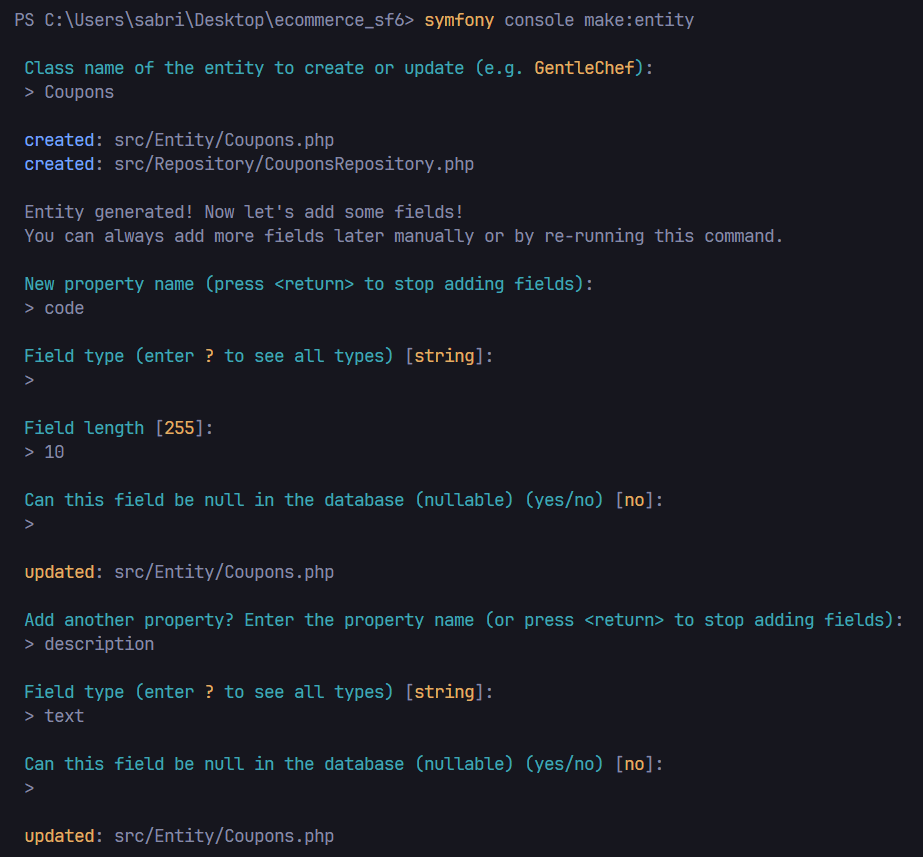 PS C:\Users\sabri\Desktop\ecommerce_sf6> symfony console make:entity
Class name of the entity to create or update (e.g. GentleChef):
> Coupons
created: src/Entity/Coupons.php
created: src/Repository/CouponsRepository.php
Entity generated! Now let's add some fields!
You can always add more fields later manually or by re-running this command.
New property name (press <return> to stop adding fields):
> code
Field type (enter ? to see all types) [string]:
>
Field length [255]:
> 10
Can this field be null in the database (nullable) (yes/no) [no]:
>
updated: src/Entity/Coupons.php
Add another property? Enter the property name (or press <return> to stop adding fields):
> description
Field type (enter ? to see all types) [string]:
> text
Can this field be null in the database (nullable) (yes/no) [no]:
>
updated: src/Entity/Coupons.php